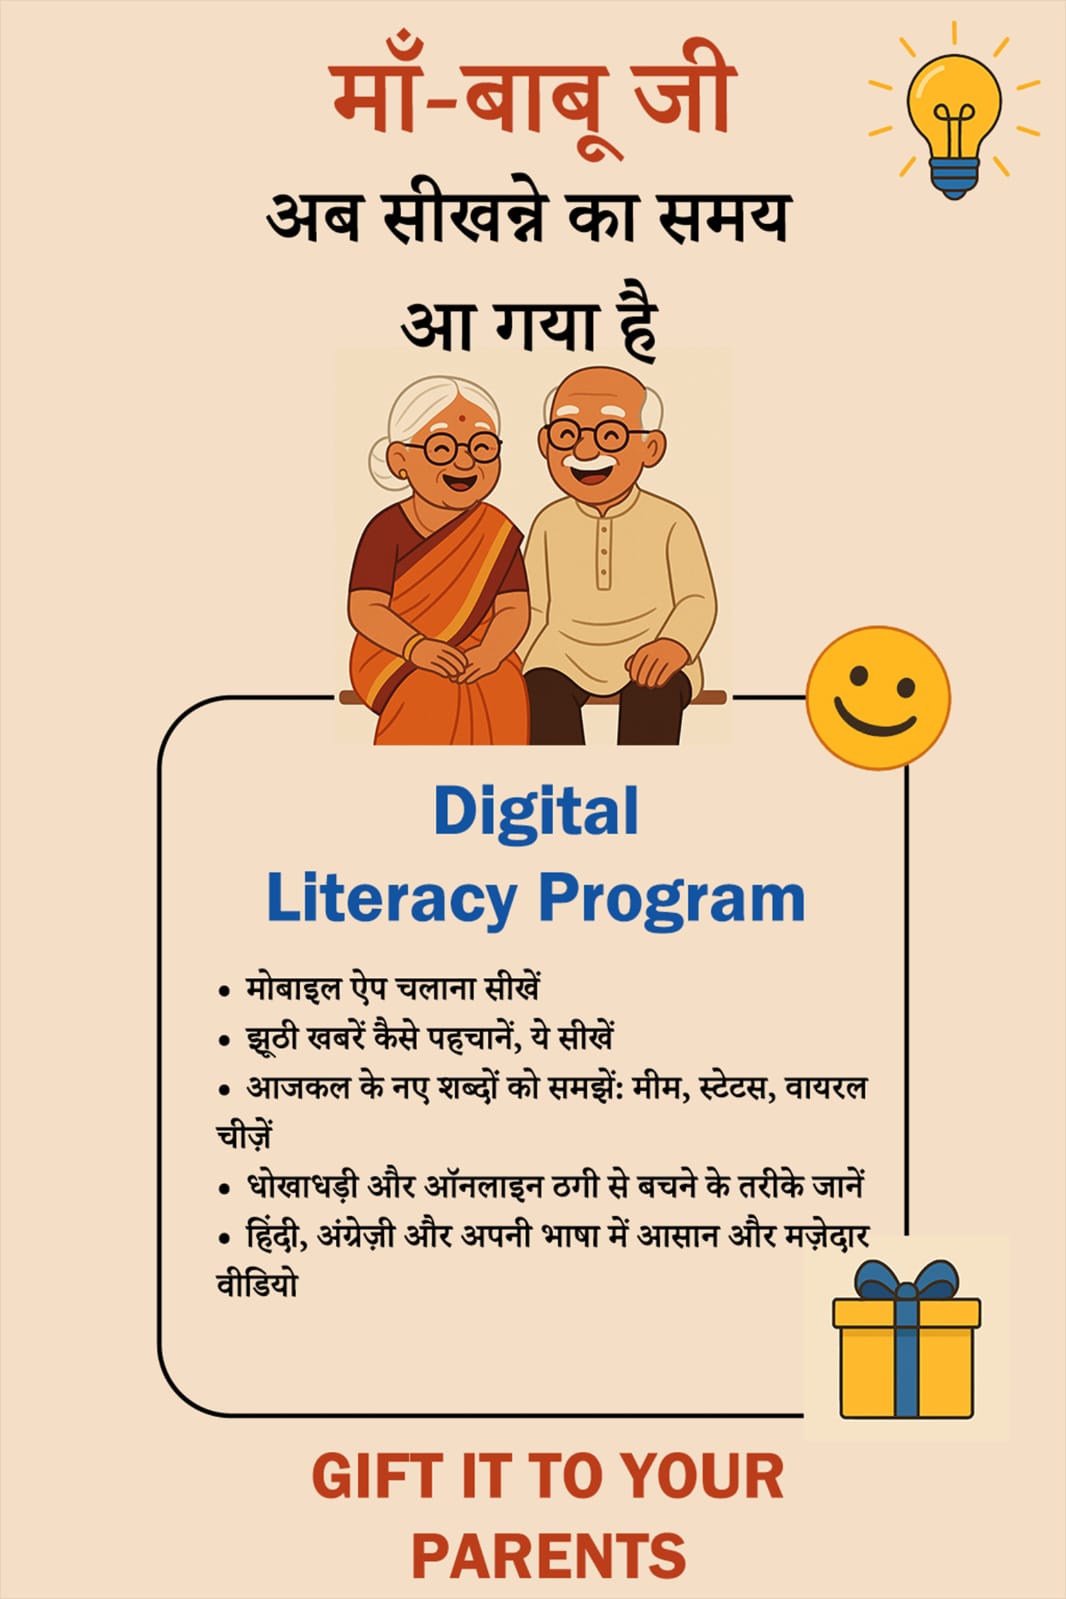 माँ-बाबू जी
अब सीखन्ने का समय
आ गया है
Digital
Literacy Program
• मोबाइल ऐप चलाना सीखें
• झूठी खबरें कैसे पहचानें, ये सीखें
• आजकल के नए शब्दों को समझें: मीम, स्टेटस, वायरल
चीज़ें
• धोखाधड़ी और ऑनलाइन ठगी से बचने के तरीके जानें
• हिंदी, अंग्रेज़ी और अपनी भाषा में आसान और मज़ेदार
वीडियो
GIFT IT TO YOUR
PARENTS